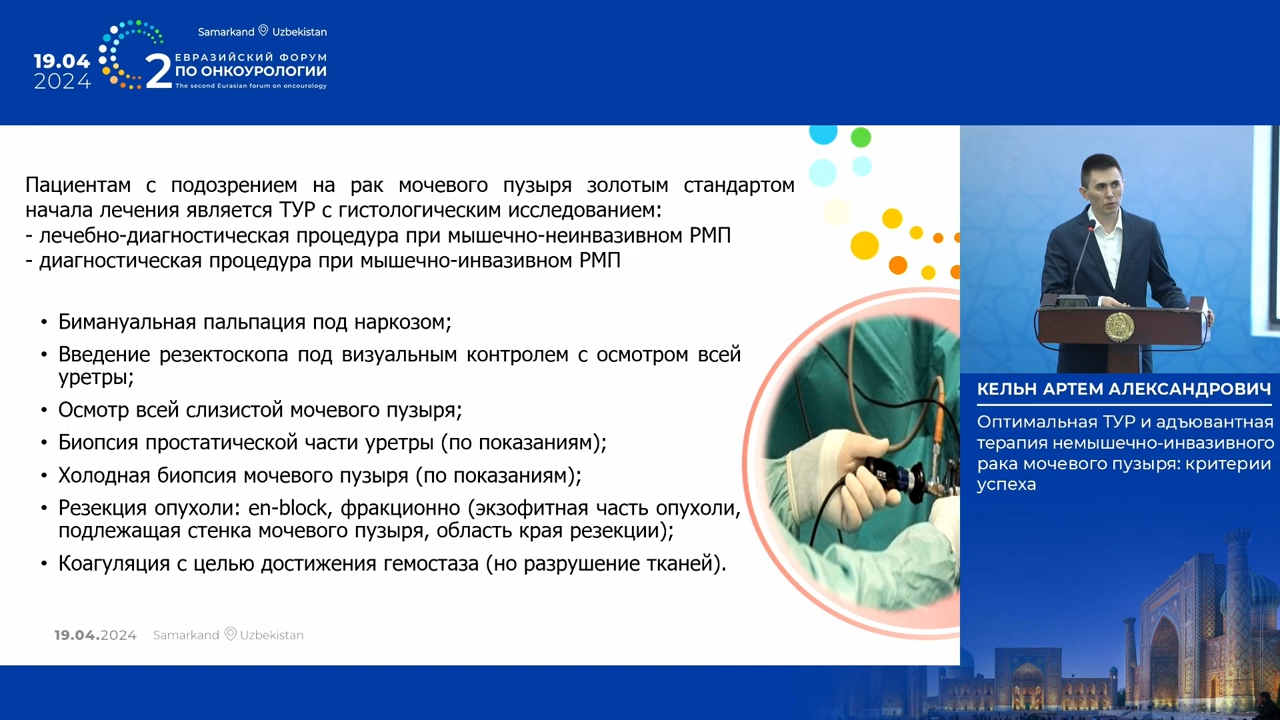 Samarkand Uzbekistan
19.04
2024
2
ЕВРАЗИЙСКИЙ ФОРУМ
ПО ОНКОУРОЛОГИИ
The second Eurasian forum on oncourology
Пациентам с подозрением на рак мочевого пузыря золотым стандартом
начала лечения является ТУР с гистологическим исследованием:
- лечебно-диагностическая процедура при мышечно-неинвазивном РМП
- диагностическая процедура при мышечно-инвазивном РМП
• Бимануальная пальпация под наркозом;
• Введение резектоскопа под визуальным контролем с осмотром всей
уретры;
• Осмотр всей слизистой мочевого пузыря;
• Биопсия простатической части уретры (по показаниям);
• Холодная биопсия мочевого пузыря (по показаниям);
• Резекция опухоли: en-block, фракционно (экзофитная часть опухоли,
подлежащая стенка мочевого пузыря, область края резекции);
• Коагуляция с целью достижения гемостаза (но разрушение тканей).
19.04.2024 Samarkand Uzbekistan
КЕЛЬН АРТЕМ АЛЕКСАНДРОВИЧ
Оптимальная ТУР и адъювантная
терапия немышечно-инвазивного
рака мочевого пузыря: критерии
успеха